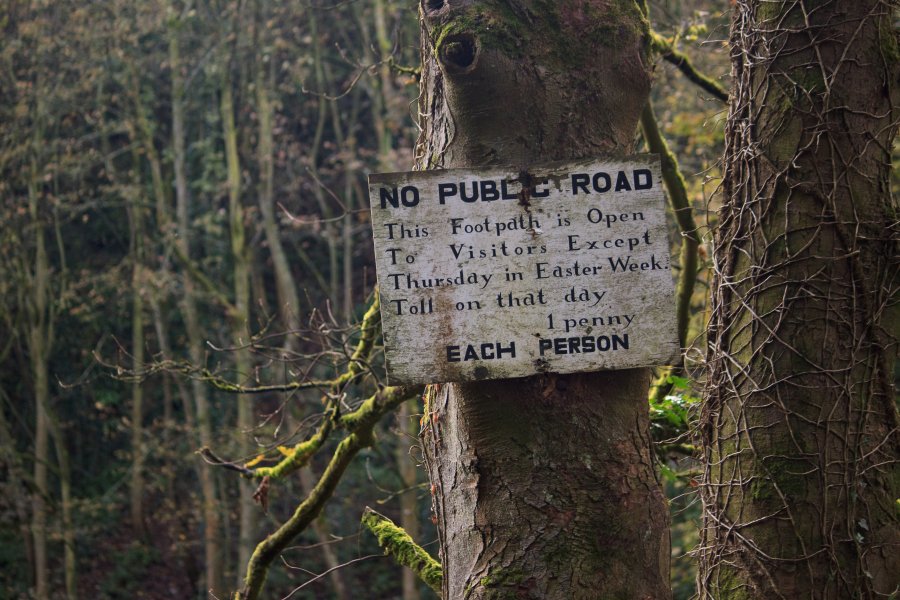 NO PUBLIC ROAD
This Footpath is Open
To Visitors Except
Thursday in Easter Week.
Toll on that day
1 penny
EACH PERSON